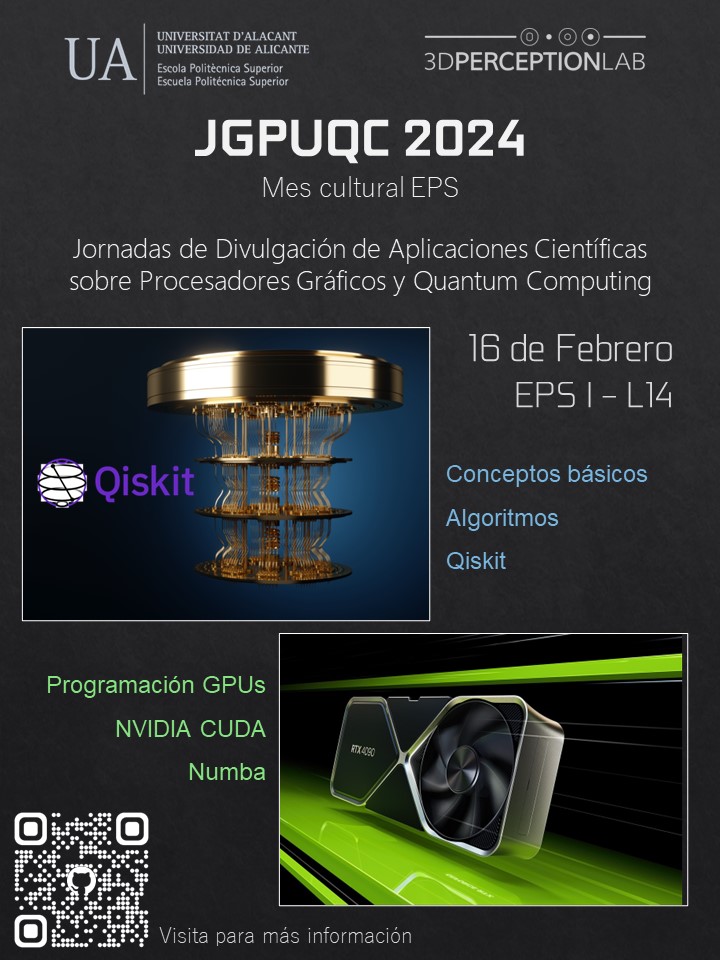 UA
UNIVERSITAT D'ALACANT
UNIVERSIDAD DE ALICANTE
Escola Politècnica Superior
Escuela Politécnica Superior
3DPERCEPTIONLAB
JGPUQC 2024
Mes cultural EPS
Jornadas de Divulgación de Aplicaciones Científicas
sobre Procesadores Gráficos y Quantum Computing
16 de Febrero
EPS I – L14
Qiskit
Conceptos básicos
Algoritmos
Qiskit
Programación GPUs
NVIDIA CUDA
Numba
RTX 4090
Visita para más información